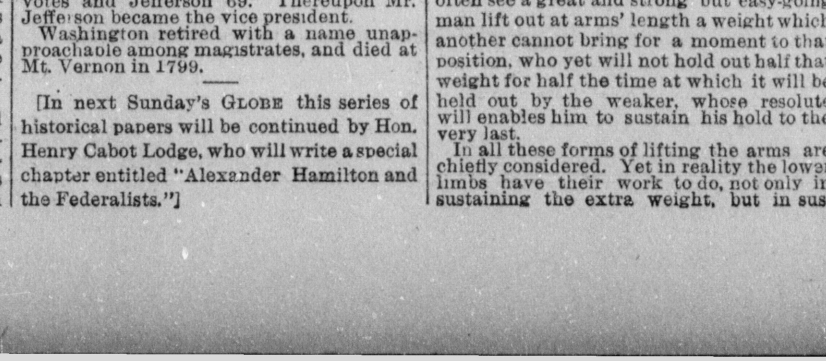 votes and Jefferson 69. Thereupon Mr.
Jefferson became the vice president.
Washington retired with a name unap-
proachable among magistrates, and died at
Mt. Vernon in 1799.
[In next Sunday's GLOBE this series of
historical papers will be continued by Hon.
Henry Cabot Lodge, who will write a special
chapter entitled "Alexander Hamilton and
the Federalists."]
often see a great and strong but easy-going
man lift out at arms' length a weight which
another cannot bring for a moment to tha
position, who yet will not hold out half tha
weight for half the time at which it will be
held out by the weaker, whose resolut
will enables him to sustain his hold to the
very last.
In all these forms of lifting the arms are
chiefly considered. Yet in reality the lower
limbs have their work to do, not only in
sustaining the extra weight, but in sus